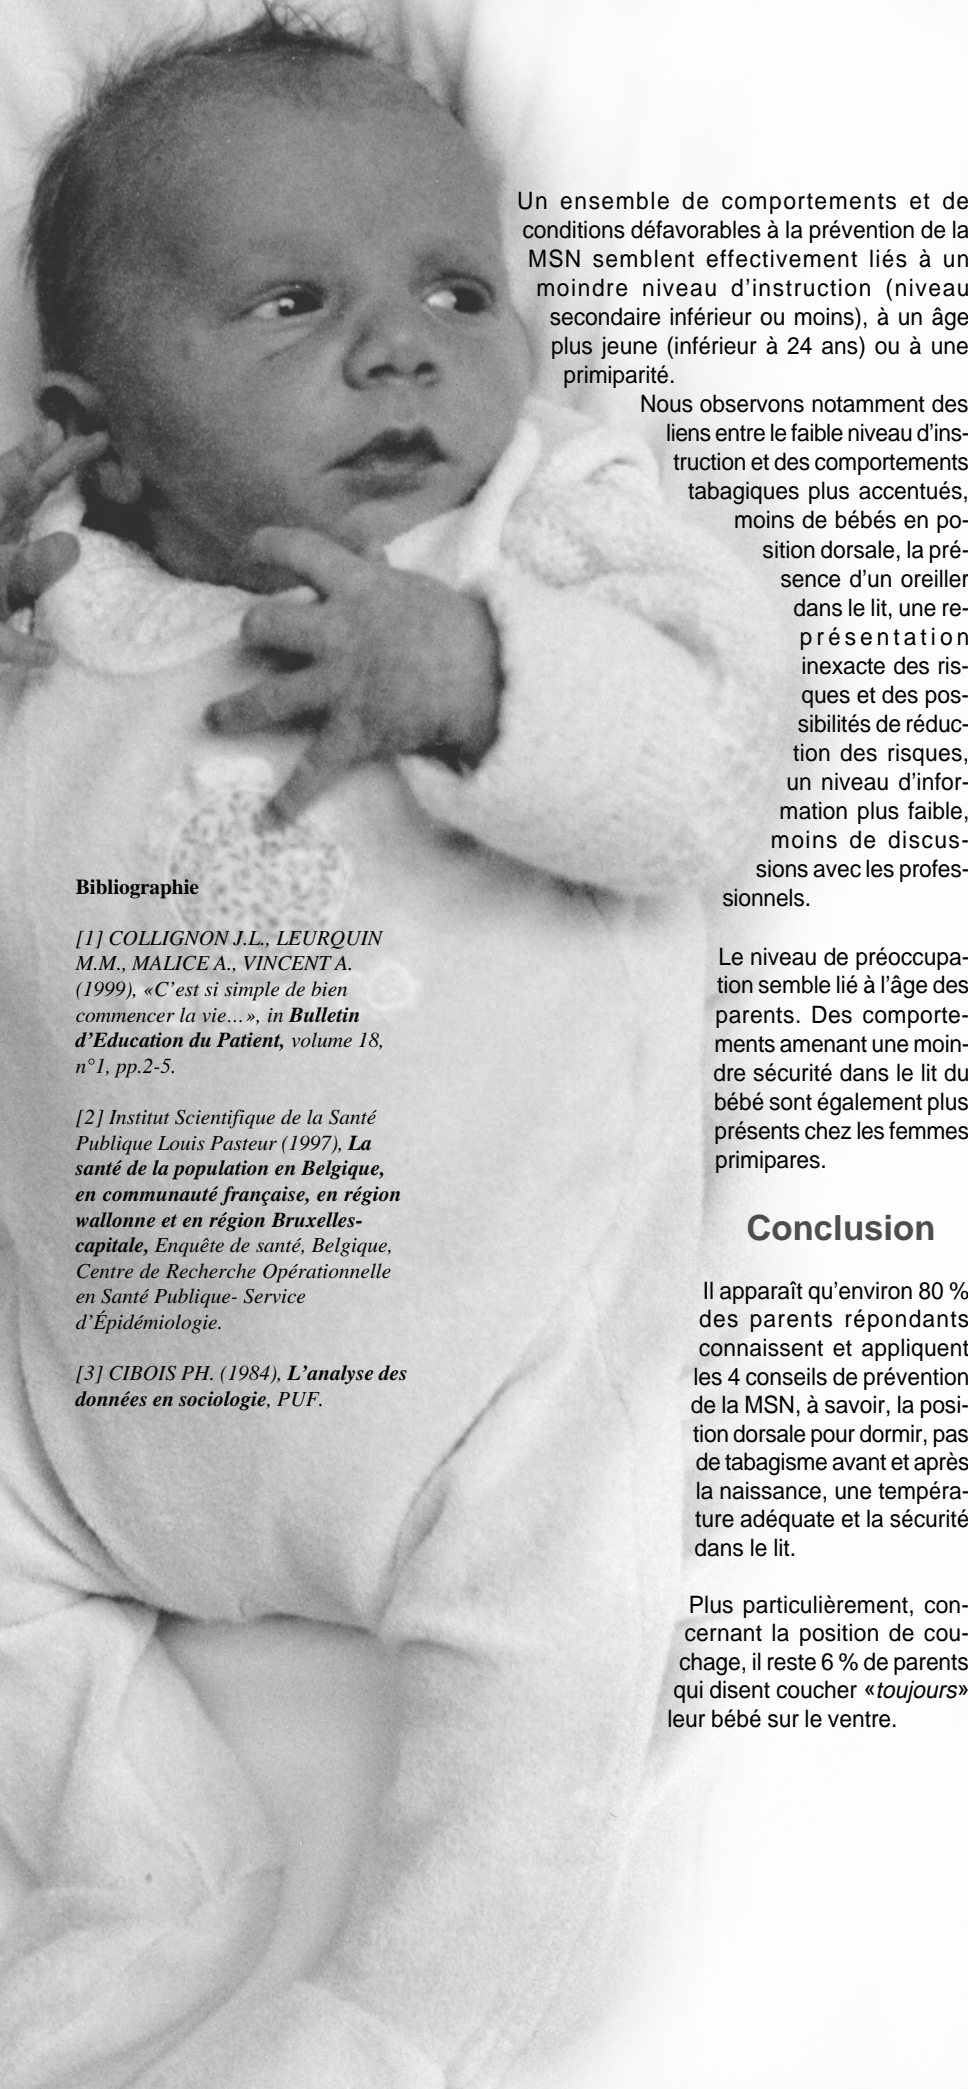 Un ensemble de comportements et de
conditions défavorables à la prévention de la
MSN semblent effectivement liés à un
moindre niveau d’instruction (niveau
secondaire inférieur ou moins), à un âge
plus jeune (inférieur à 24 ans) ou à une
primiparité.
Nous observons notamment des
liens entre le faible niveau d’ins-
truction et des comportements
tabagiques plus accentués,
moins de bébés en po-
sition dorsale, la pré-
sence d’un oreiller
dans le lit, une re-
présentation
inexacte des ris-
ques et des pos-
sibilités de réduc-
tion des risques,
un niveau d’infor-
mation plus faible,
moins de discus-
sions avec les profes-
sionnels.
Le niveau de préoccupa-
tion semble lié à l’âge des
parents. Des comporte-
ments amenant une moin-
dre sécurité dans le lit du
bébé sont également plus
présents chez les femmes
primipares.
Conclusion
Il apparaît qu’environ 80 %
des parents répondants
connaissent et appliquent
les 4 conseils de prévention
de la MSN, à savoir, la posi-
tion dorsale pour dormir, pas
de tabagisme avant et après
la naissance, une tempéra-
ture adéquate et la sécurité
dans le lit.
Plus particulièrement, con-
cernant la position de cou-
chage, il reste 6 % de parents
qui disent coucher «toujours»
leur bébé sur le ventre.
Bibliographie
[1] COLLIGNON J.L., LEURQUIN
M.M., MALICE A., VINCENT A.
(1999), «C’est si simple de bien
commencer la vie…», in Bulletin
d’Education du Patient, volume 18,
n°1, pp.2-5.
[2] Institut Scientifique de la Santé
Publique Louis Pasteur (1997), La
santé de la population en Belgique,
en communauté française, en région
wallonne et en région Bruxelles-
capitale, Enquête de santé, Belgique,
Centre de Recherche Opérationnelle
en Santé Publique- Service
d’Épidémiologie.
[3] CIBOIS PH. (1984), L’analyse des
données en sociologie, PUF.